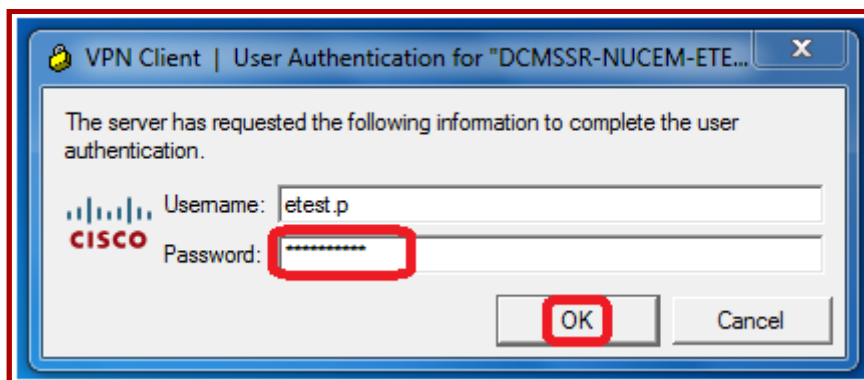 VPN Client | User Authentication for "DCMSSR-NUCEM-ETE...
The server has requested the following information to complete the user
authentication.
CISCO
Username: etest.p
Password: **********
OK
Cancel